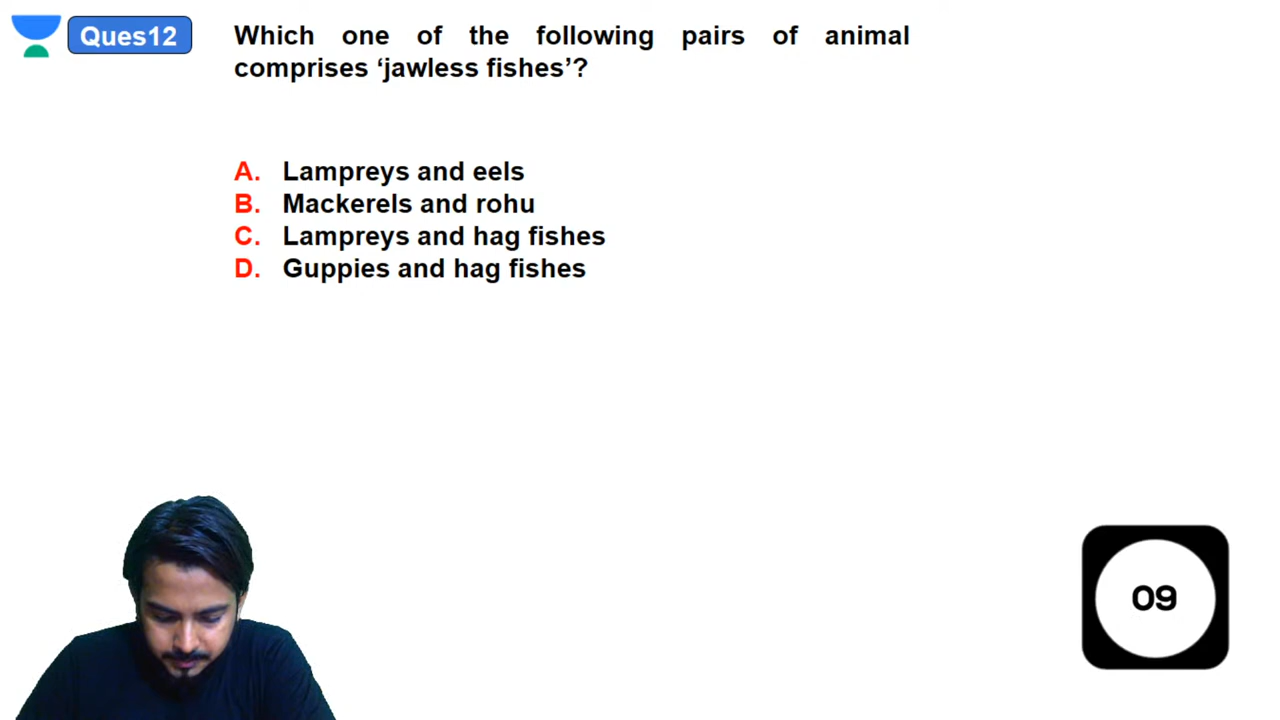 Ques12
Which one of the following pairs of animal
comprises ‘jawless fishes’?
A. Lampreys and eels
B. Mackerels and rohu
C. Lampreys and hag fishes
D. Guppies and hag fishes
09